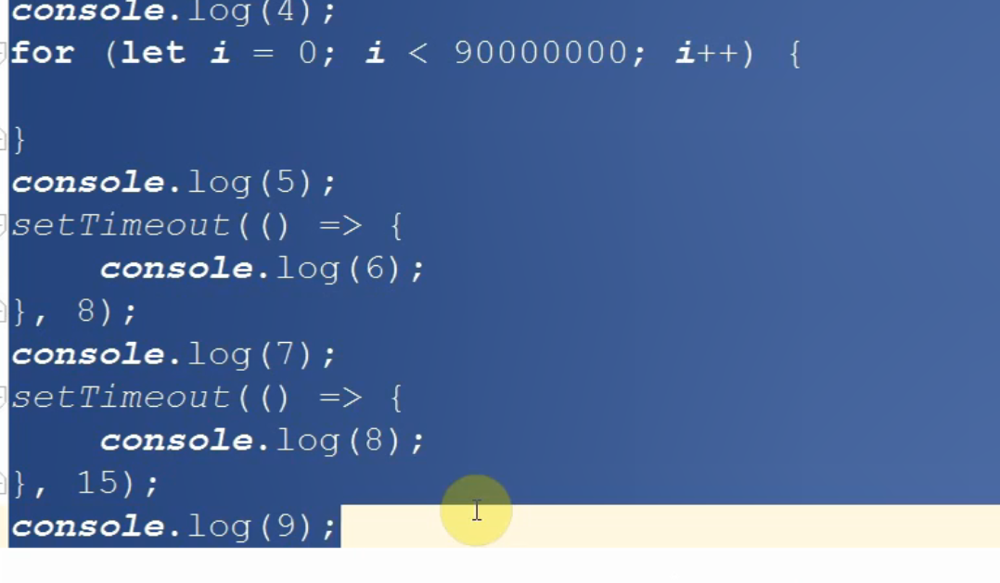 console.log(4);
for (let i = 0; i < 90000000; i++) {
}
console.log(5);
setTimeout(() => {
console.log(6);
}, 8);
console.log(7);
setTimeout(() => {
console.log(8);
}, 15);
console.log(9);